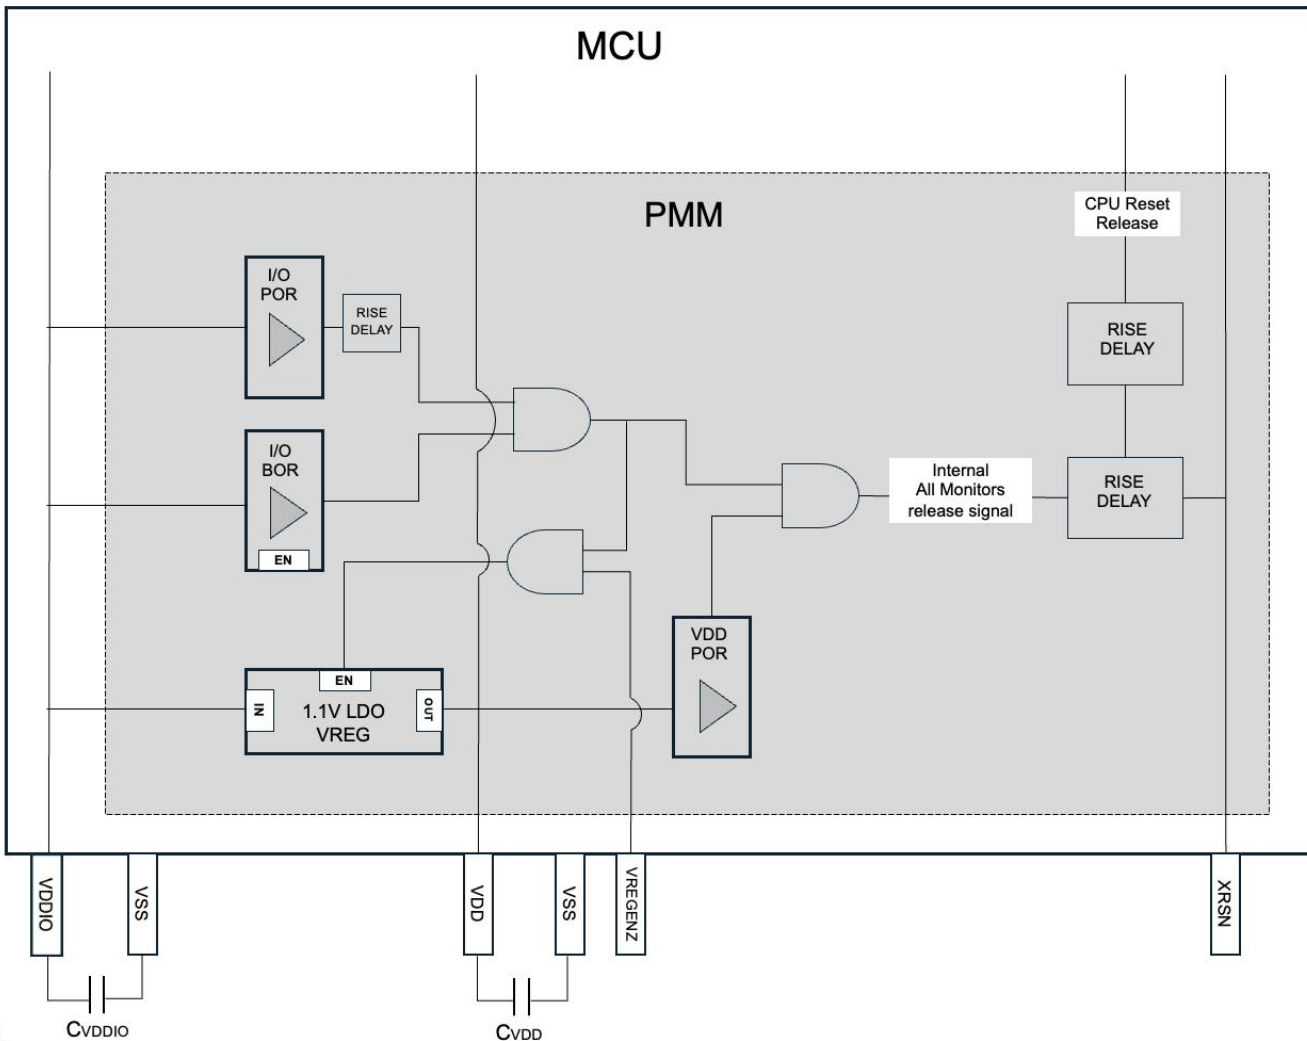 MCU
PMM
CPU Reset
Release
I/O
POR
RISE
DELAY
RISE
DELAY
I/O
BOR
EN
Internal
All Monitors
release signal
RISE
DELAY
VDD
POR
EN
IN
1.1V LDO
VREG
OUT
VDDIO
VSS
VDD
VSS
VREGENZ
XRSN
CVDDIO
CVDD